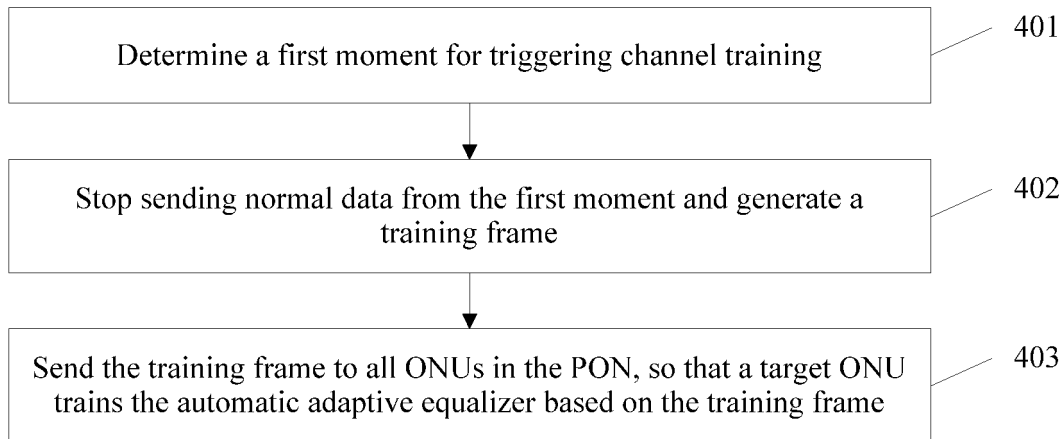 Determine a first moment for triggering channel training
401
Stop sending normal data from the first moment and generate a
training frame
402
Send the training frame to all ONUs in the PON, so that a target ONU
trains the automatic adaptive equalizer based on the training frame
403